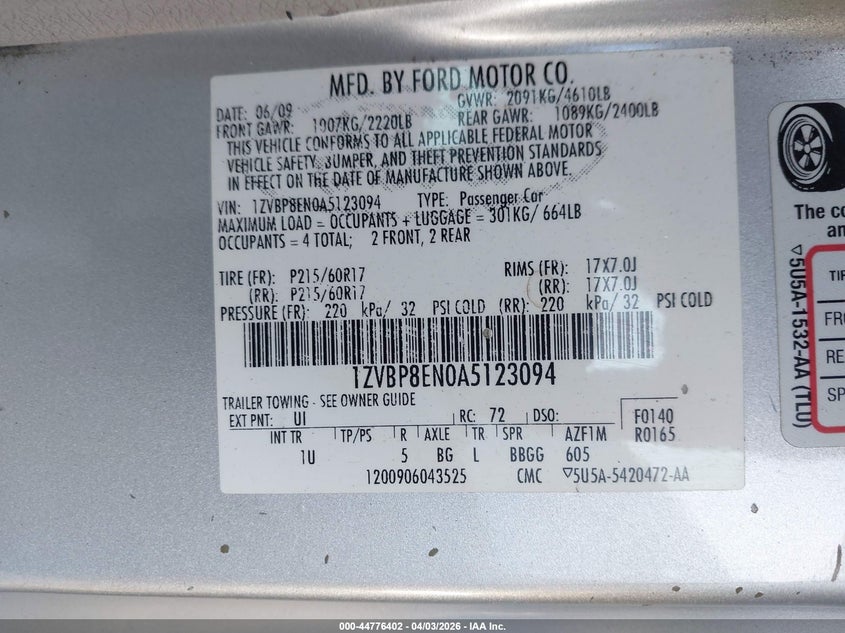 MFD. BY FORD MOTOR CO.
DATE: 06/09 GVWR: 2091KG/4610LB
FRONT GAWR: 1007KG/2220LB REAR GAWR: 1089KG/2400LB
THIS VEHICLE CONFORMS TO ALL APPLICABLE FEDERAL MOTOR
VEHICLE SAFETY, BUMPER, AND THEFT PREVENTION STANDARDS
IN EFFECT ON THE DATE OF MANUFACTURE SHOWN ABOVE.
VIN: 1ZVBP8EN0A5123094 TYPE: Passenger Car
MAXIMUM LOAD = OCCUPANTS + LUGGAGE = 301KG/ 664LB
OCCUPANTS = 4 TOTAL; 2 FRONT, 2 REAR
TIRE (FR): P215/60R17 RIMS (FR): 17X7.0J
(RR): P215/60R17 (RR): 17X7.0J
PRESSURE (FR): 220 kPa/ 32 PSI COLD (RR): 220 kPa/ 32 PSI COLD
1ZVBP8EN0A5123094
TRAILER TOWING - SEE OWNER GUIDE
EXT PNT: UI RC: 72 DSO: F0140
INT TR TP/PS R AXLE TR SPR AZF1M R0165
1U 5 BG L BBGG 605
1200906043525 CMC 5U5A-5420472-AA
The co
an
TIR
FRO
RE
SP
5U5A-1532-AA (TLU)
000-44776402 - 04/03/2026 - IAA Inc.